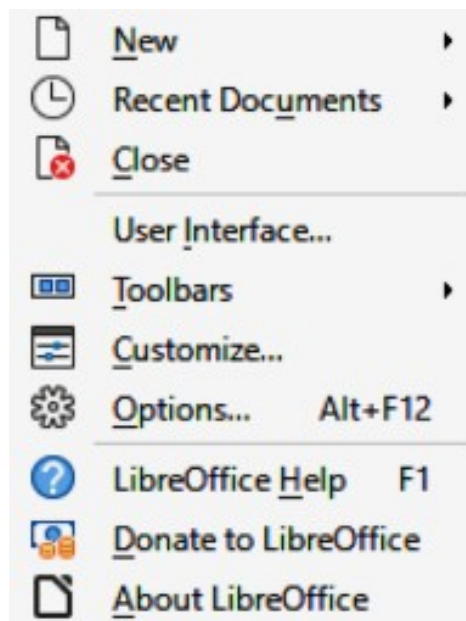 New
Recent Documents
Close
User Interface...
Toolbars
Customize...
Options... Alt+F12
LibreOffice Help F1
Donate to LibreOffice
About LibreOffice